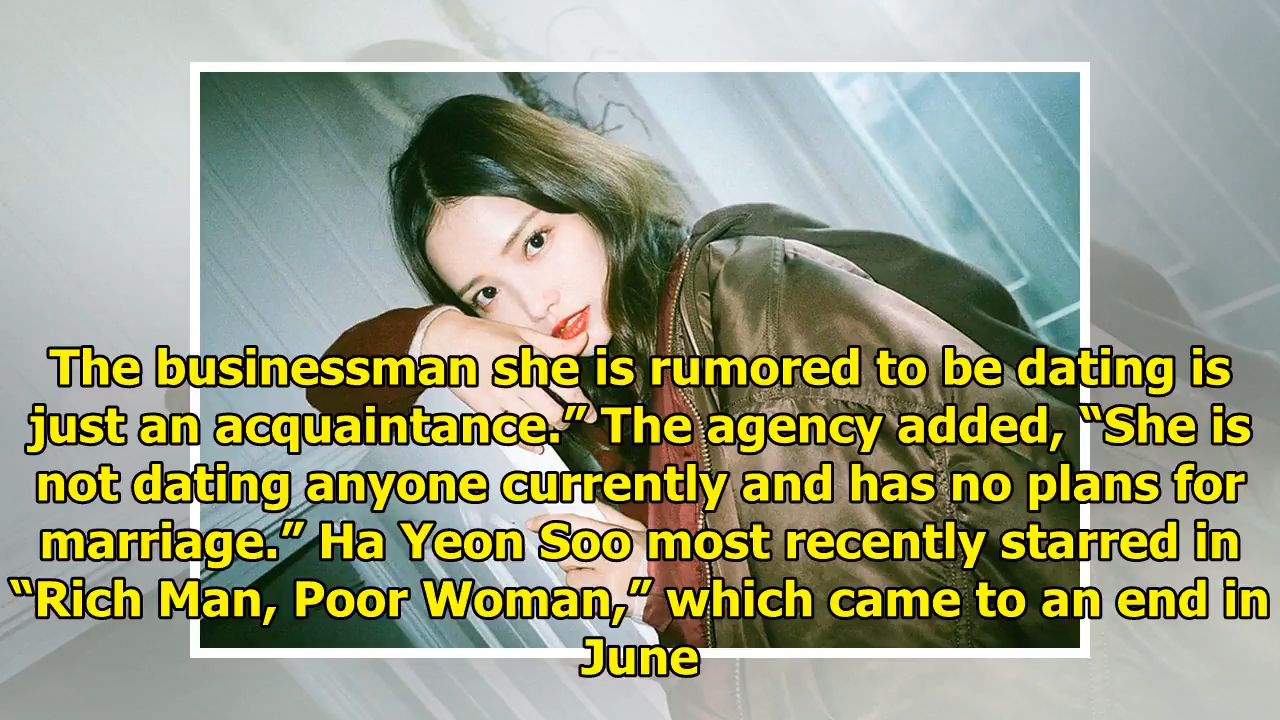 The businessman she is rumored to be dating is
just an acquaintance.” The agency added, “She is
not dating anyone currently and has no plans for
marriage.” Ha Yeon Soo most recently starred in
“Rich Man, Poor Woman,” which came to an end in
June